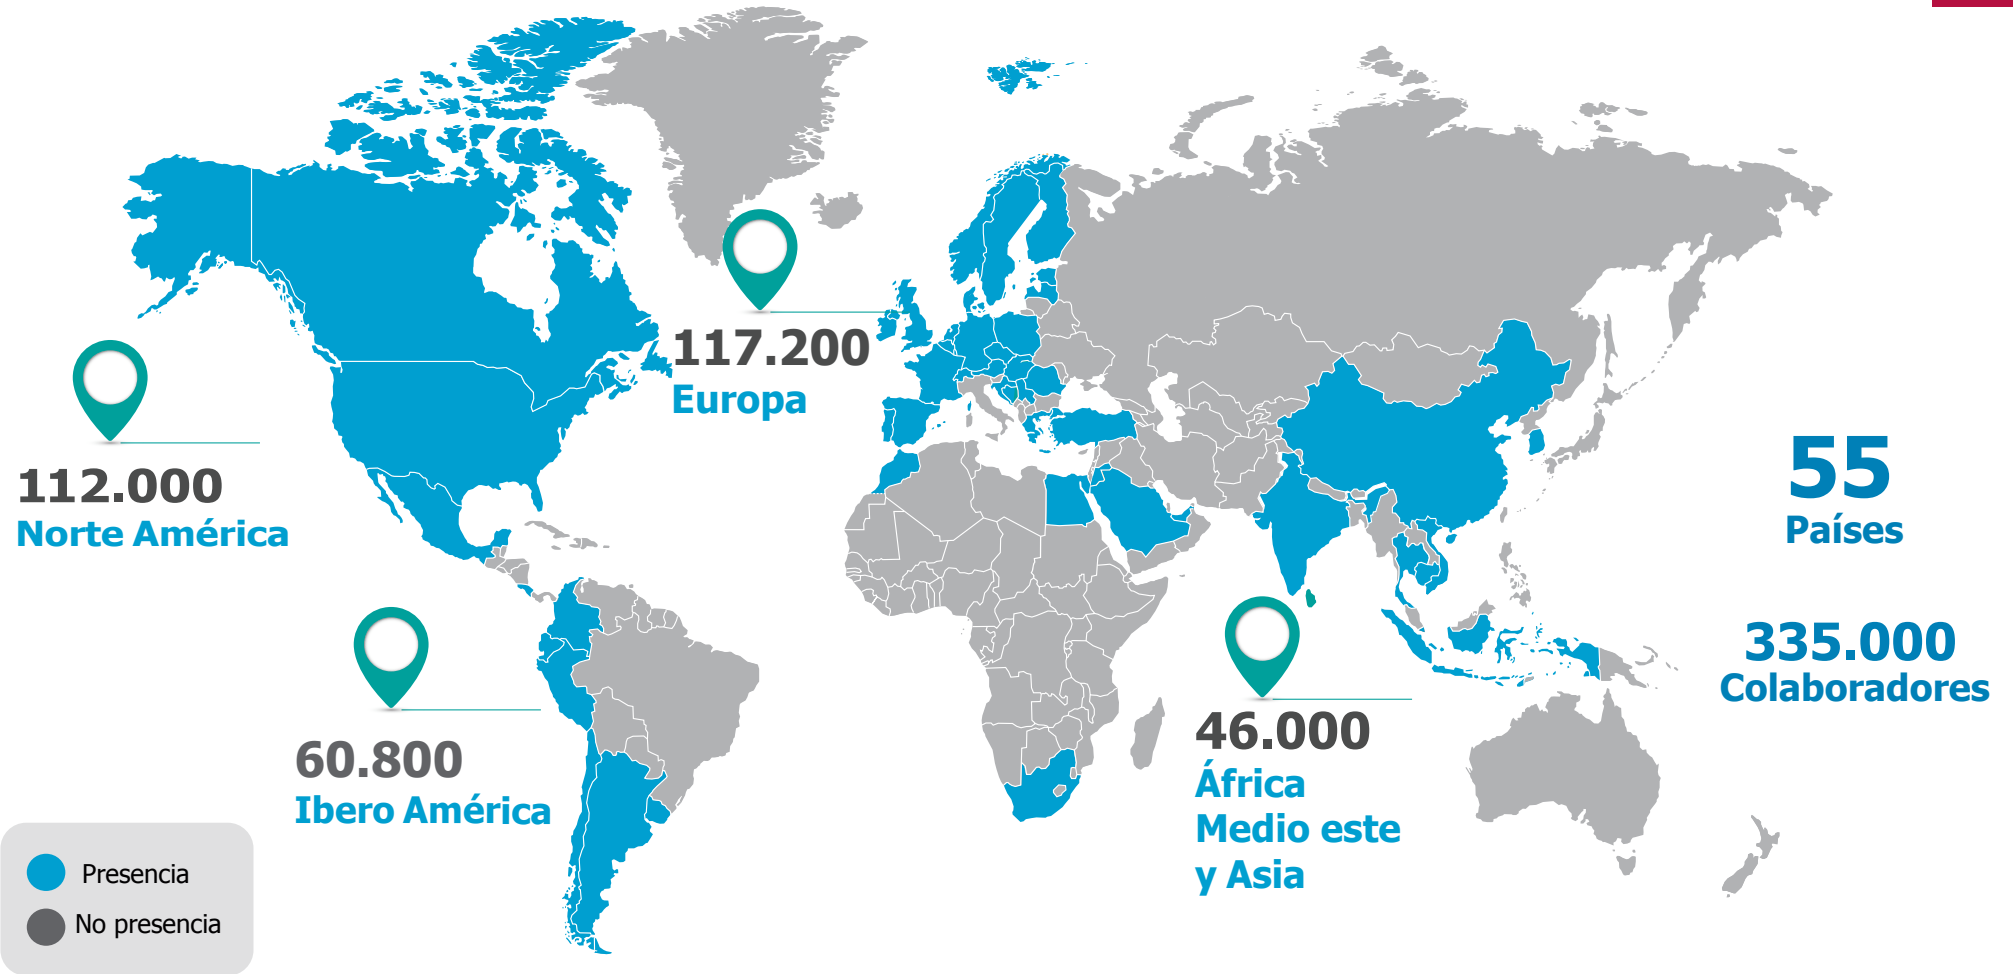 117.200
Europa
112.000
Norte América
55
Países
335.000
Colaboradores
60.800
Ibero América
46.000
África
Medio este
y Asia
Presencia
No presencia